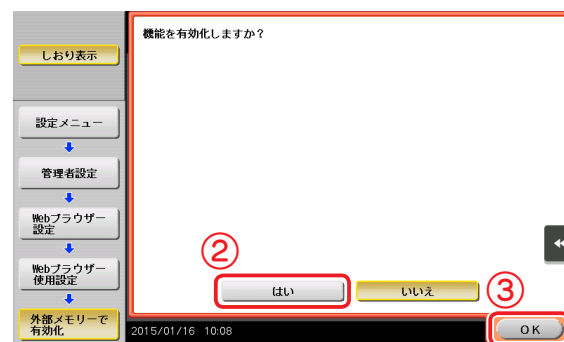 機能を有効化しますか？
しおり表示
設定メニュー
管理者設定
Webブラウザー
設定
Webブラウザー
使用設定
外部メモリーで
有効化
②
はい
いいえ
③
2015/01/16 10:08
OK